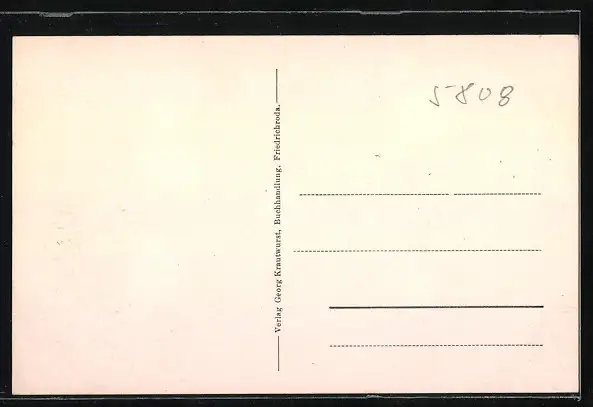 5808
Verlag Georg Krautwurst, Buchhandlung, Friedrichroda.